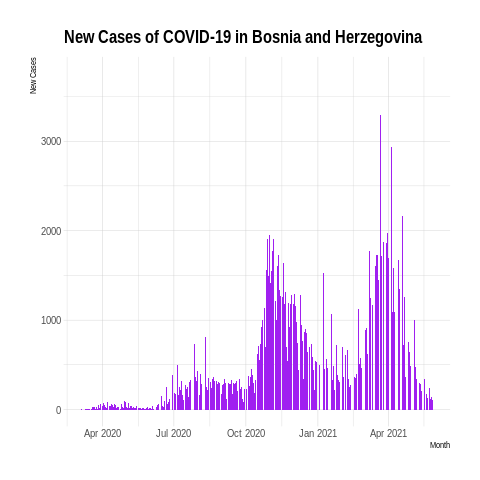 New Cases of COVID-19 in Bosnia and Herzegovina
New Cases
3000
2000
1000
0
Apr 2020 Jul 2020 Oct 2020 Jan 2021 Apr 2021
Month